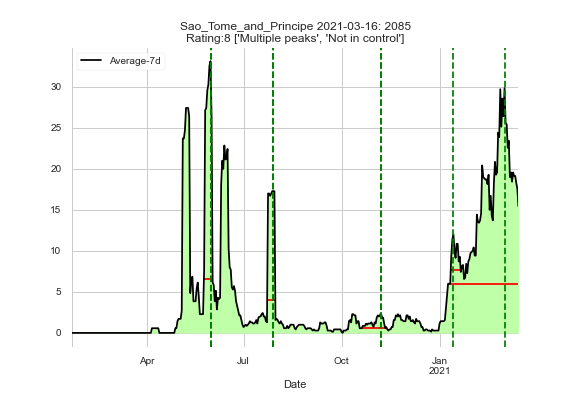 Sao_Tome_and_Principe 2021-03-16: 2085
Rating:8 ['Multiple peaks', 'Not in control']
Average-7d
30
25
20
15
10
5
0
Apr
Jul
Oct
Jan
2021
Date